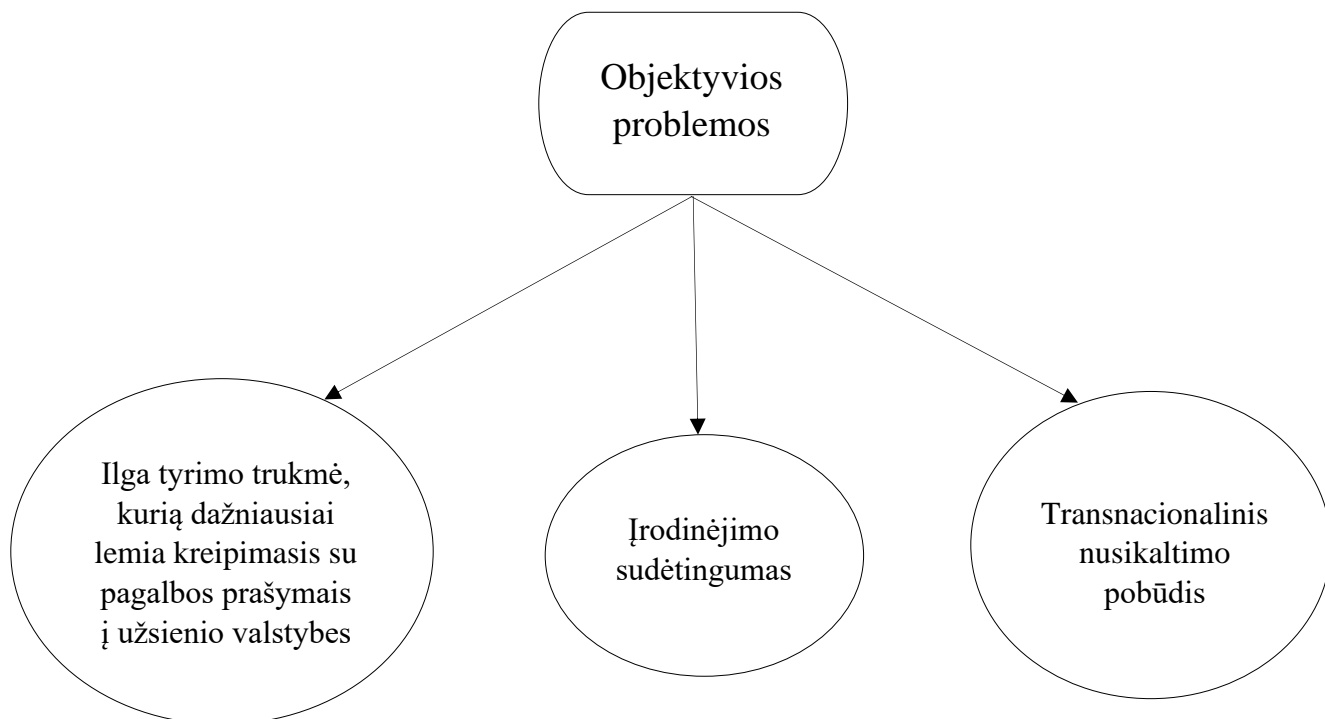 Objektyvios
problemos
Ilga tyrimo trukmė,
kurią dažniausiai
lemia kreipimasis su
pagalbos prašymais
į užsienio valstybes
Įrodinėjimo
sudėtingumas
Transnacionalinis
nusikaltimo
pobūdis